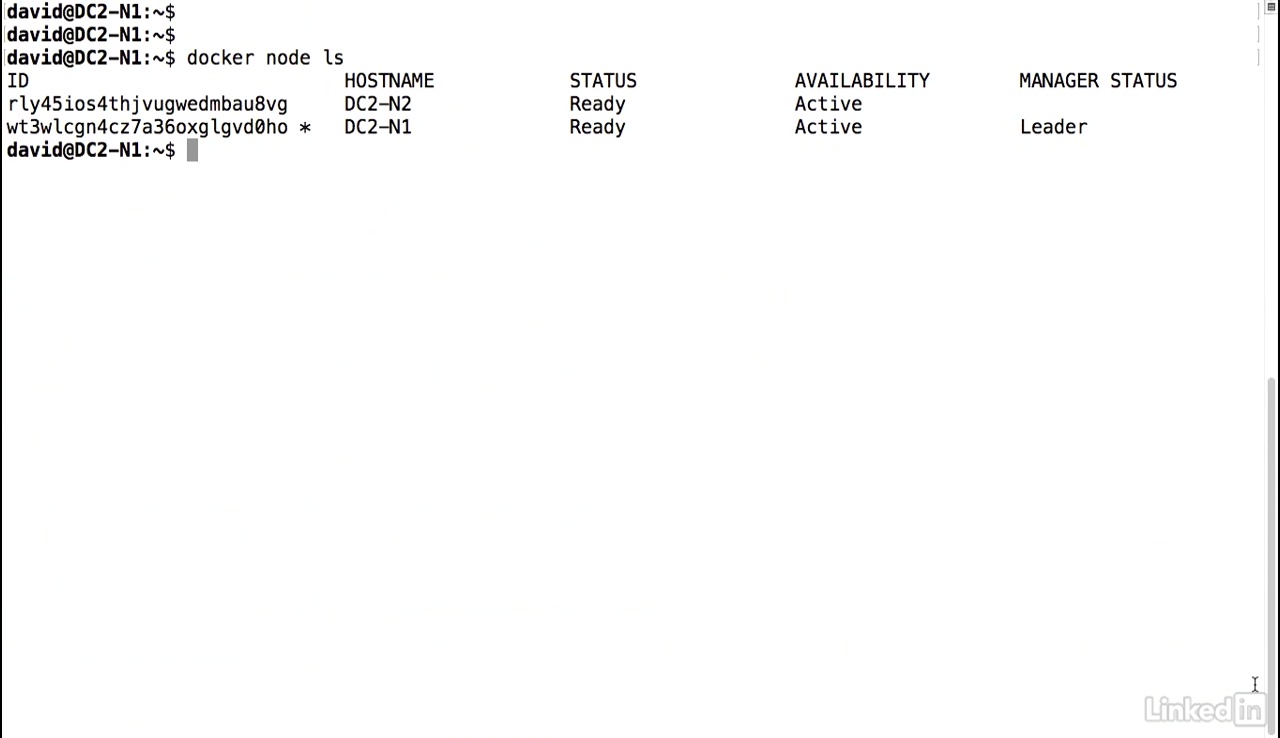 david@DC2-N1:~$
david@DC2-N1:~$
david@DC2-N1:~$ docker node ls
ID HOSTNAME STATUS AVAILABILITY MANAGER STATUS
rly45ios4thjvugwedmbau8vg DC2-N2 Ready Active
wt3wlcgn4cz7a36oxglgvd0ho * DC2-N1 Ready Active Leader
david@DC2-N1:~$
LinkedIn